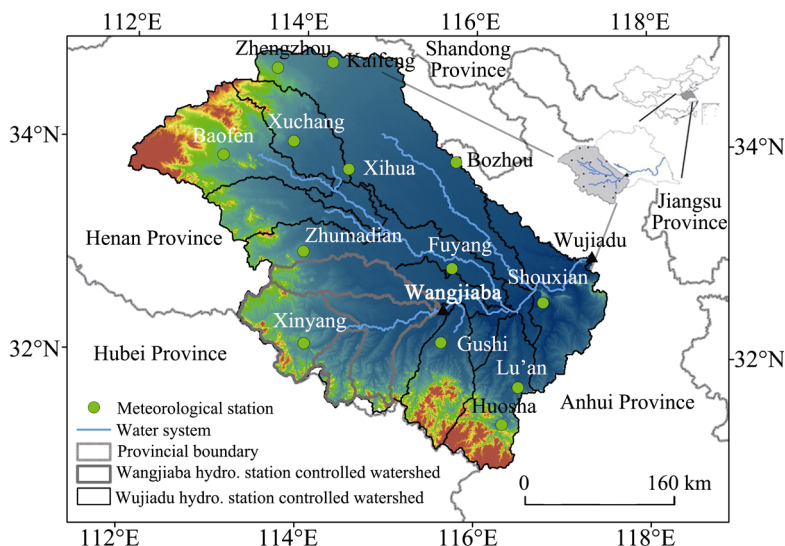 112°E
114°E
116°E
118°E
Zhengzhou
Kaifeng
Shandong
Province
34°N
34°N
Baofen
Xuchang
Xihua
Bozhou
Jiangsu
Province
Henan Province
Zhumadian
Fuyang
Wujiadu
Shouxian
Wangjiaba
Xinyang
32°N
32°N
Hubei Province
Gushi
Lu’an
Huosha
Anhui Province
Meteorological station
Water system
Provincial boundary
Wangjiaba hydro. station controlled watershed
Wujiadu hydro. station controlled watershed
0
160 km
112°E
114°E
116°E
118°E